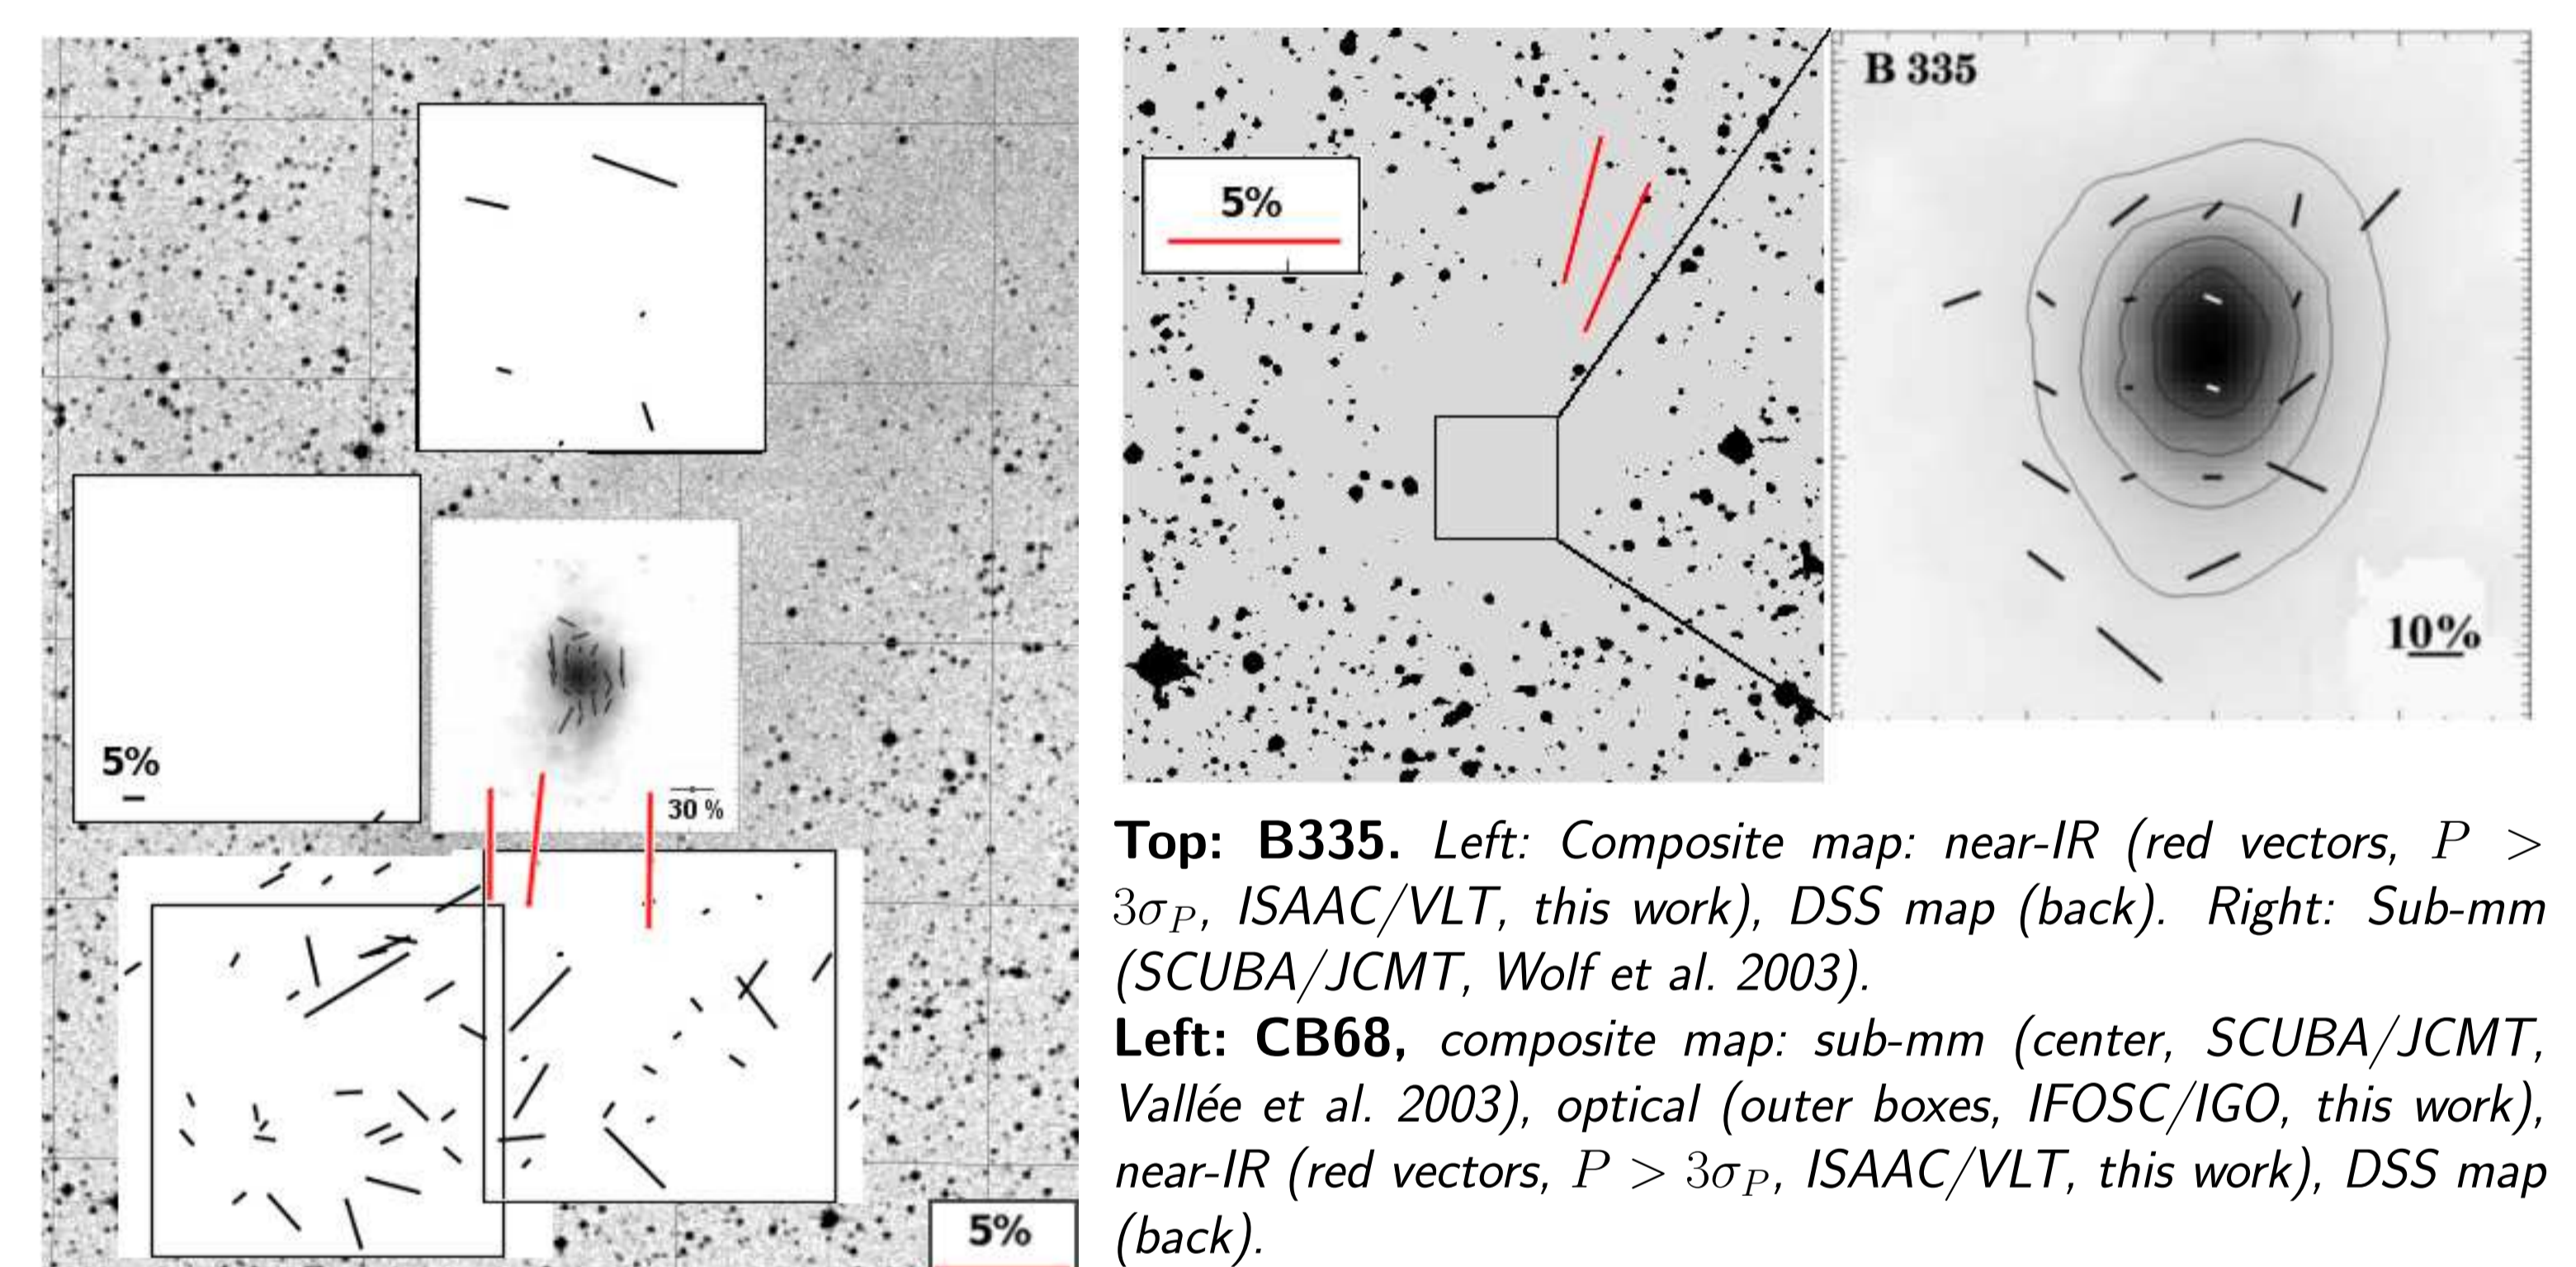 5%
30 %
5%
5%
B 335
10%
Top: B335. Left: Composite map: near-IR (red vectors, P >
3σ_P, ISAAC/VLT, this work), DSS map (back). Right: Sub-mm
(SCUBA/JCMT, Wolf et al. 2003).
Left: CB68, composite map: sub-mm (center, SCUBA/JCMT,
Vallée et al. 2003), optical (outer boxes, IFOSC/IGO, this work),
near-IR (red vectors, P > 3σ_P, ISAAC/VLT, this work), DSS map
(back).